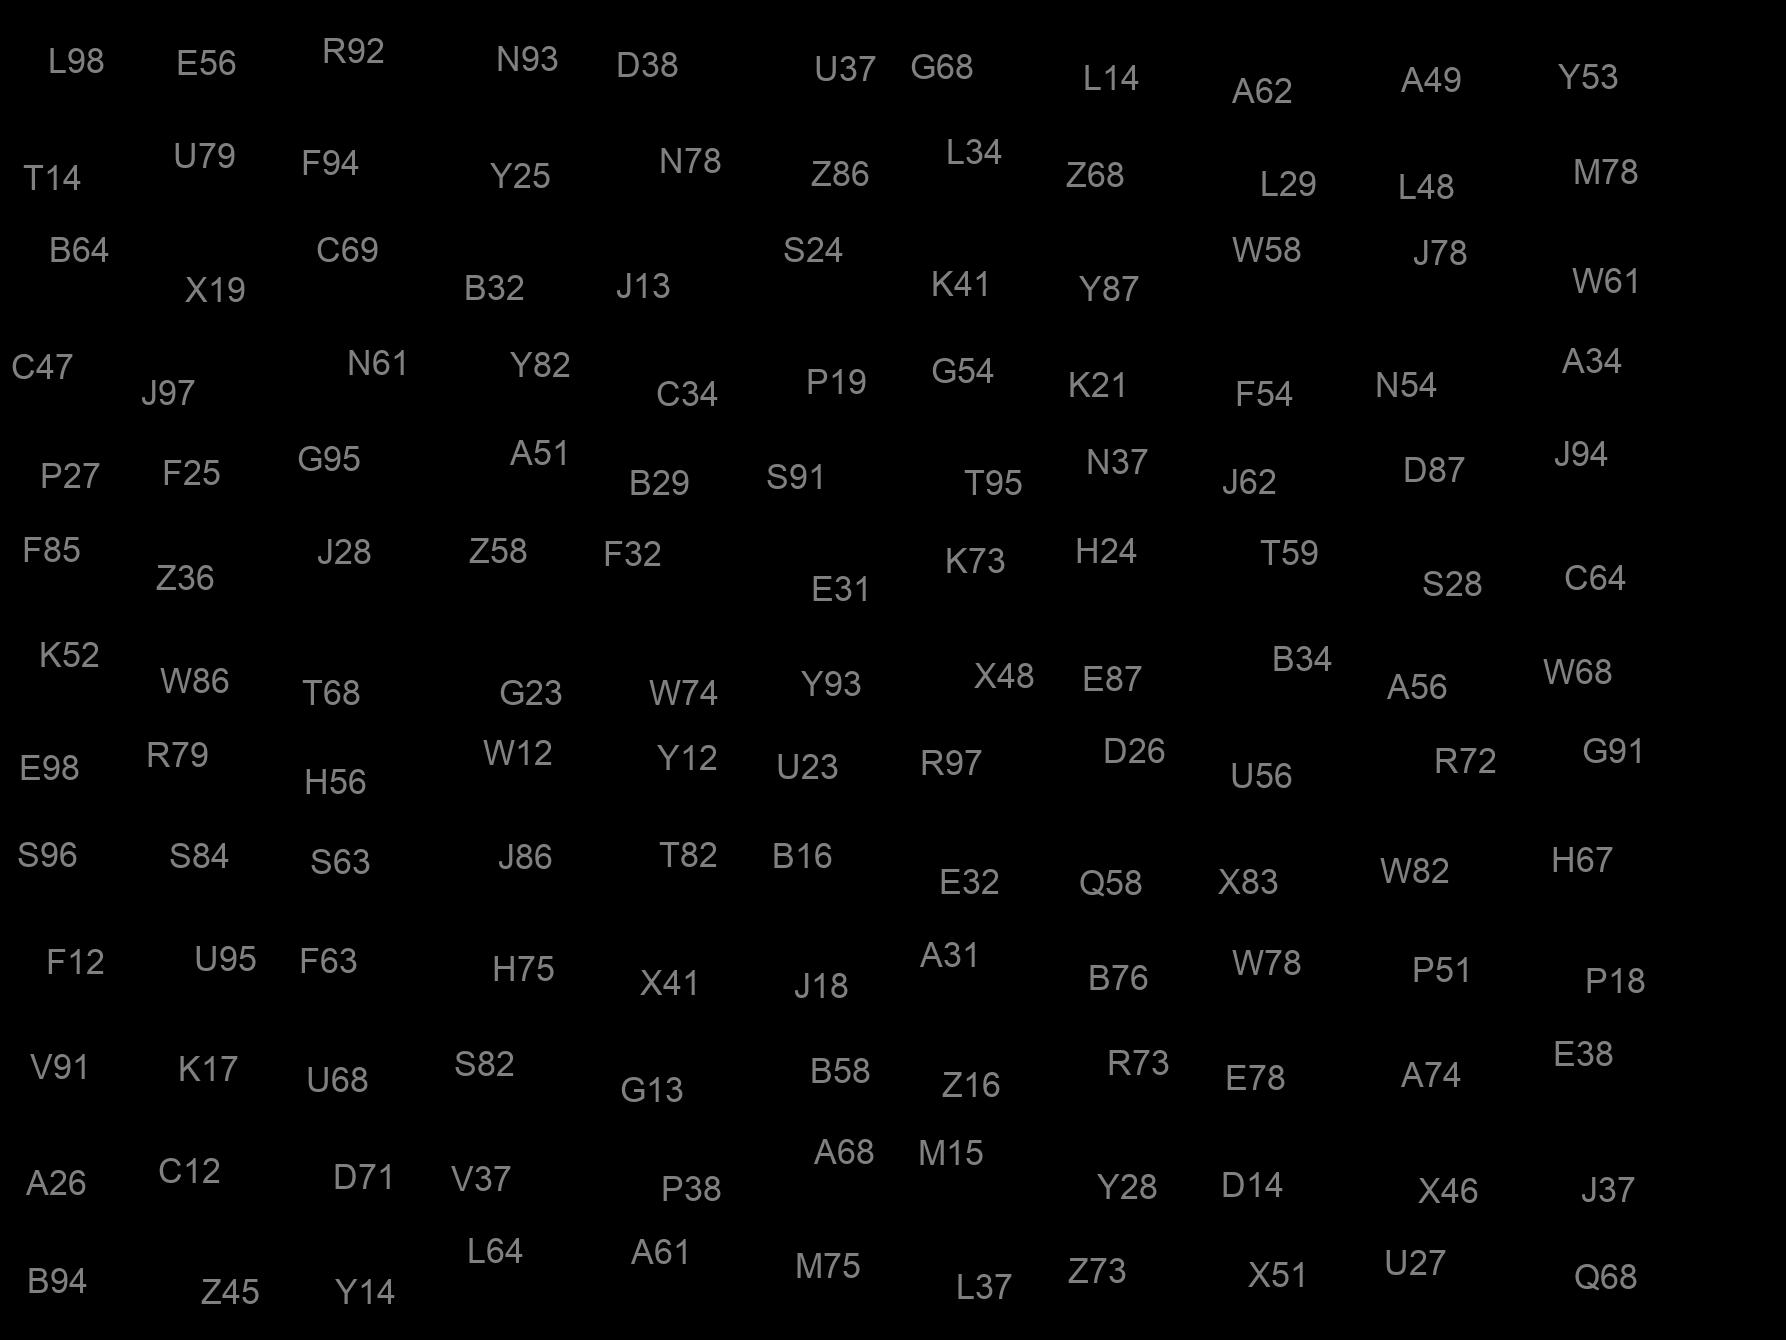 L98 E56 R92 N93 D38 U37 G68 L14 A62 A49 Y53
T14 U79 F94 Y25 N78 Z86 L34 Z68 L29 L48 M78
B64 X19 C69 B32 J13 S24 K41 Y87 W58 J78 W61
C47 J97 N61 Y82 C34 P19 G54 K21 F54 N54 A34
P27 F25 G95 A51 B29 S91 T95 N37 J62 D87 J94
F85 Z36 J28 Z58 F32 E31 K73 H24 T59 S28 C64
K52 W86 T68 G23 W74 Y93 X48 E87 B34 A56 W68
E98 R79 H56 W12 Y12 U23 R97 D26 U56 R72 G91
S96 S84 S63 J86 T82 B16 E32 Q58 X83 W82 H67
F12 U95 F63 H75 X41 J18 A31 B76 W78 P51 P18
V91 K17 U68 S82 G13 B58 Z16 R73 E78 A74 E38
A26 C12 D71 V37 P38 A68 M15 Y28 D14 X46 J37
B94 Z45 Y14 L64 A61 M75 L37 Z73 X51 U27 Q68